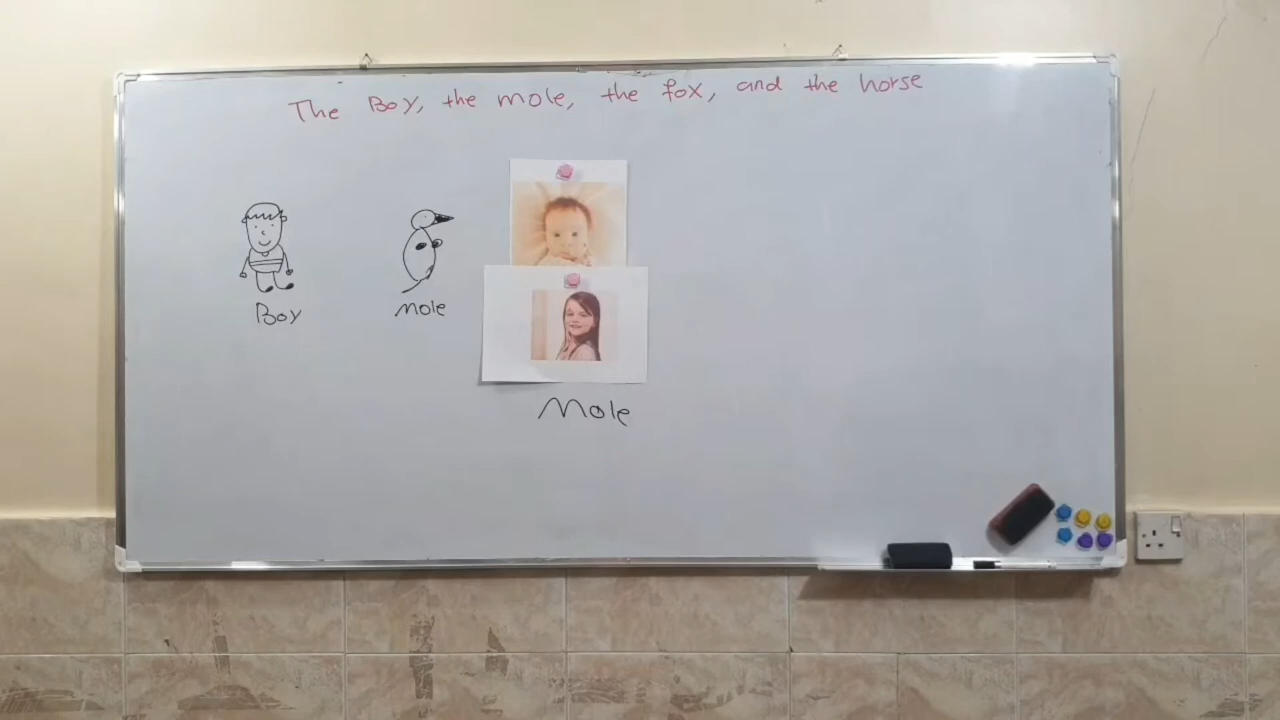 The Boy, the mole, the fox, and the horse
Boy
Mole
Mole